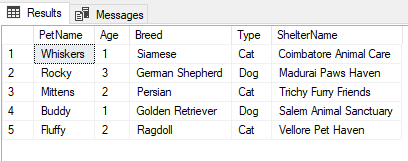 Results Messages
PetName Age Breed Type ShelterName
1 Whiskers 1 Siamese Cat Coimbatore Animal Care
2 Rocky 3 German Shepherd Dog Madurai Paws Haven
3 Mittens 2 Persian Cat Trichy Furry Friends
4 Buddy 1 Golden Retriever Dog Salem Animal Sanctuary
5 Fluffy 2 Ragdoll Cat Vellore Pet Haven